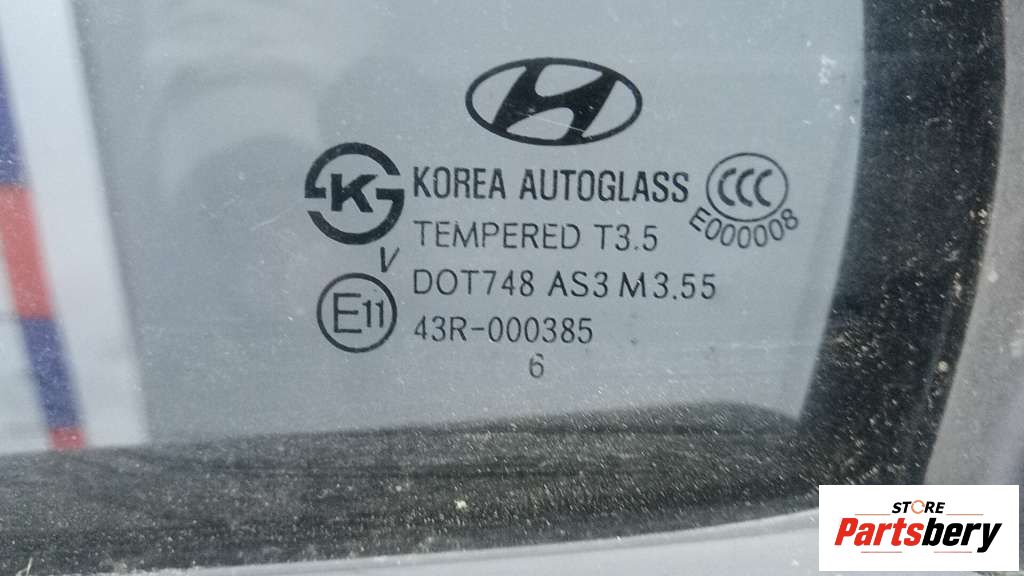 KOREA AUTOGLASS
CCC
E000008
K
TEMPERED T3.5
V
DOT748 AS3 M3.55
E11
43R-000385
6
STORE
Partsbery